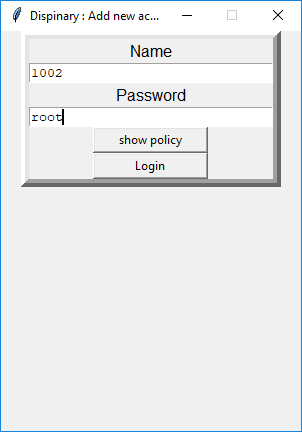 Dispinary : Add new ac...
Name
1002
Password
root
show policy
Login